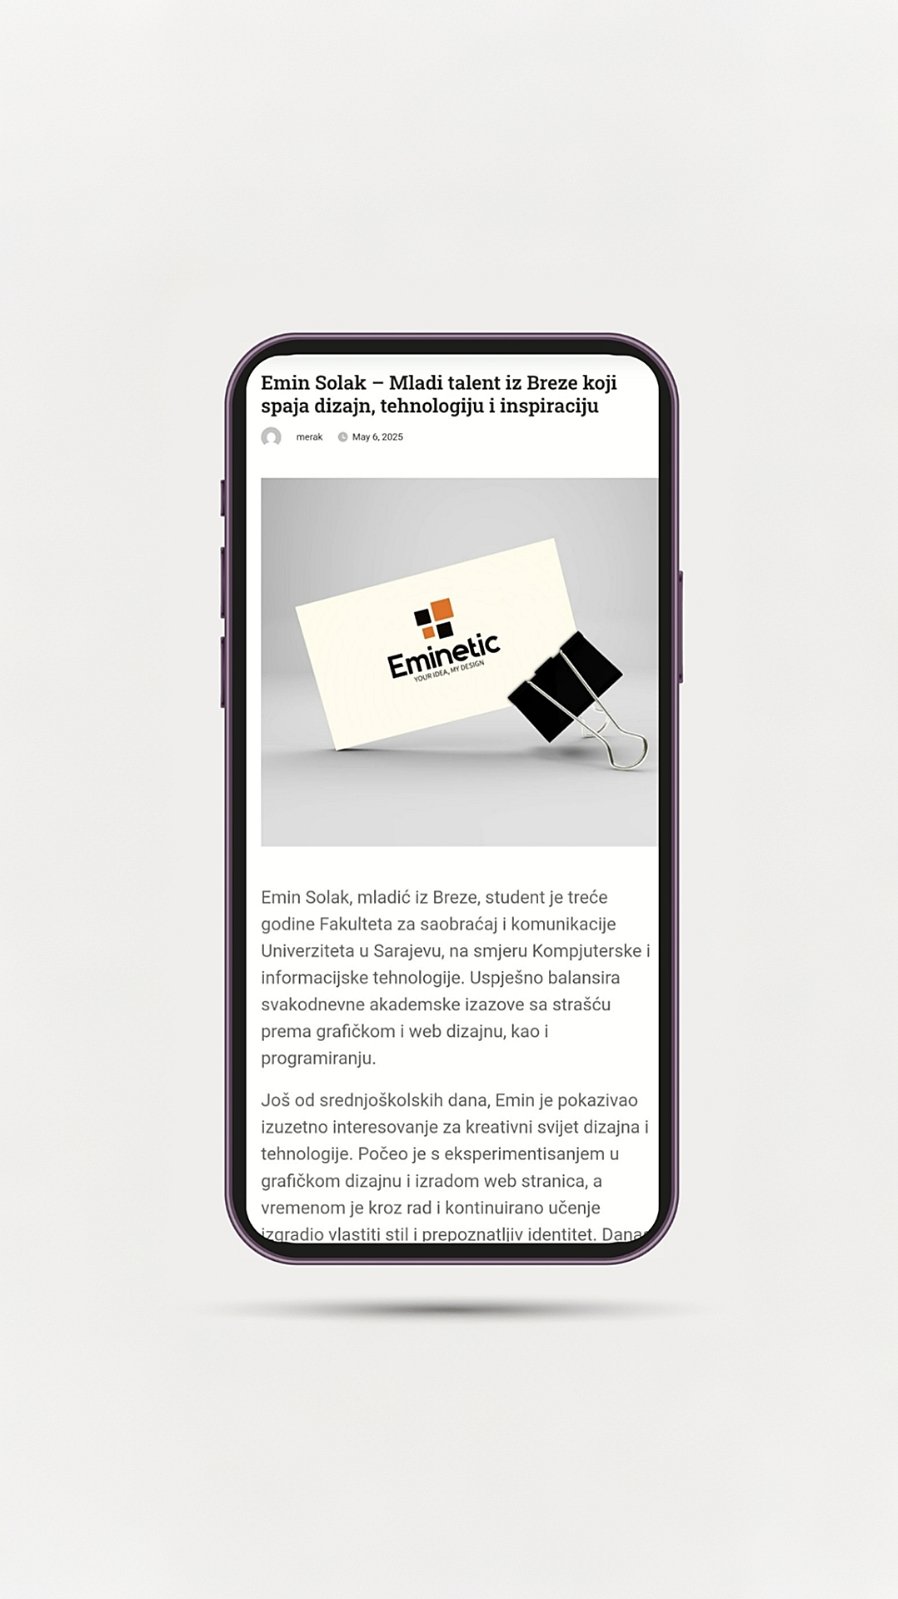 Emin Solak – Mladi talent iz Breze koji
spaja dizajn, tehnologiju i inspiraciju
merak May 6, 2025
Eminetic
YOUR IDEA, MY DESIGN
Emin Solak, mladić iz Breze, student je treće
godine Fakulteta za saobraćaj i komunikacije
Univerziteta u Sarajevu, na smjeru Kompjuterske i
informacijske tehnologije. Uspješno balansira
svakodnevne akademske izazove sa strašću
prema grafičkom i web dizajnu, kao i
programiranju.
Još od srednjoškolskih dana, Emin je pokazivao
izuzetno interesovanje za kreativni svijet dizajna i
tehnologije. Počeo je s eksperimentisanjem u
grafičkom dizajnu i izradom web stranica, a
vremenom je kroz rad i kontinuirano učenje
izgradio vlastiti stil i prepoznatljiv identitet.